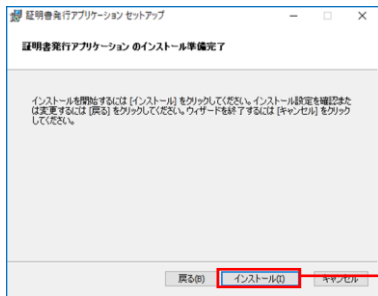 証明書発行アプリケーション セットアップ
証明書発行アプリケーション のインストール準備完了
インストールを開始するには [インストール] をクリックしてください。インストール設定を確認また
は変更するには [戻る] をクリックしてください。ウィザードを終了するには [キャンセル] をクリック
してください。
戻る(B) インストール(I) キャンセル